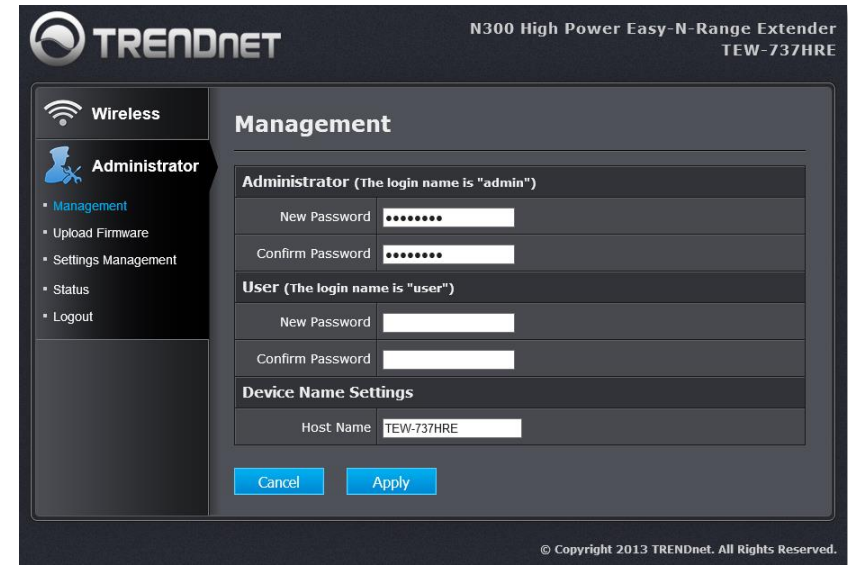 TRENDNET
N300 High Power Easy-N-Range Extender
TEW-737HRE
Wireless
Administrator
Management
Upload Firmware
Settings Management
Status
Logout
Management
Administrator (The login name is "admin")
New Password ••••••••
Confirm Password ••••••••
User (The login name is "user")
New Password
Confirm Password
Device Name Settings
Host Name TEW-737HRE
Cancel Apply
© Copyright 2013 TRENDnet. All Rights Reserved.